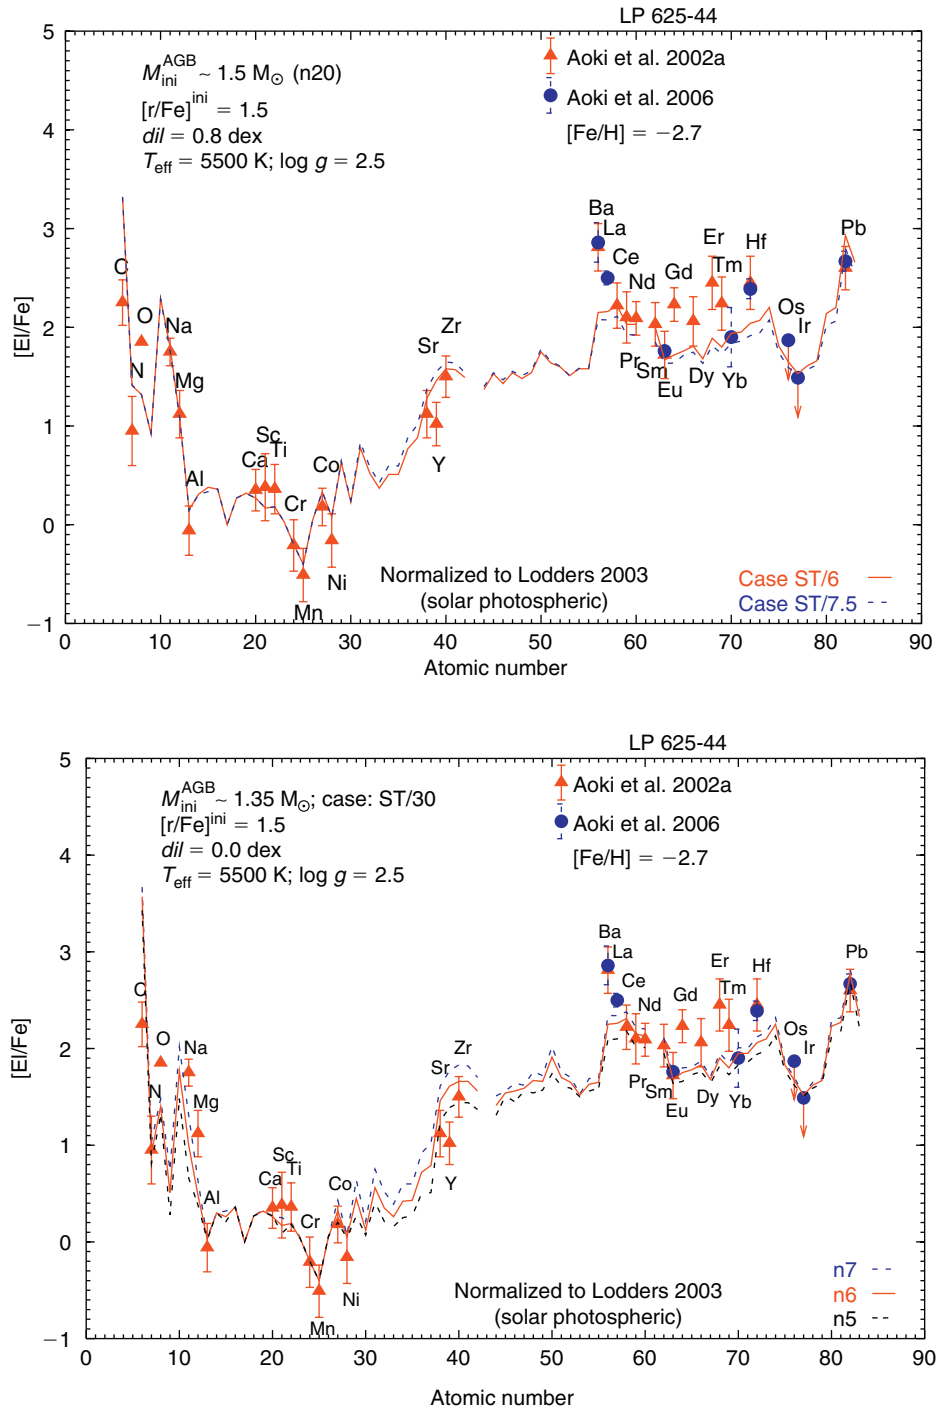 LP 625-44
5
4
3
2
1
0
−1
[El/Fe]
M_ini^AGB ~ 1.5 M⊙ (n20)
[r/Fe]^ini = 1.5
dil = 0.8 dex
T_eff = 5500 K; log g = 2.5
Aoki et al. 2002a
Aoki et al. 2006
[Fe/H] = −2.7
C
N
O
Na
Mg
Al
Ca
Sc
Ti
Cr
Mn
Co
Ni
Sr
Y
Zr
Ba
La
Ce
Pr
Nd
Sm
Eu
Gd
Dy
Er
Tm
Yb
Hf
Os
Ir
Pb
Normalized to Lodders 2003
(solar photospheric)
Case ST/6
Case ST/7.5
0 10 20 30 40 50 60 70 80 90
Atomic number
LP 625-44
5
4
3
2
1
0
−1
[El/Fe]
M_ini^AGB ~ 1.35 M⊙; case: ST/30
[r/Fe]^ini = 1.5
dil = 0.0 dex
T_eff = 5500 K; log g = 2.5
Aoki et al. 2002a
Aoki et al. 2006
[Fe/H] = −2.7
C
N
O
Na
Mg
Al
Ca
Sc
Ti
Cr
Mn
Co
Ni
Sr
Y
Zr
Ba
La
Ce
Pr
Nd
Sm
Eu
Gd
Dy
Er
Tm
Yb
Hf
Os
Ir
Pb
Normalized to Lodders 2003
(solar photospheric)
n7
n6
n5
0 10 20 30 40 50 60 70 80 90
Atomic number